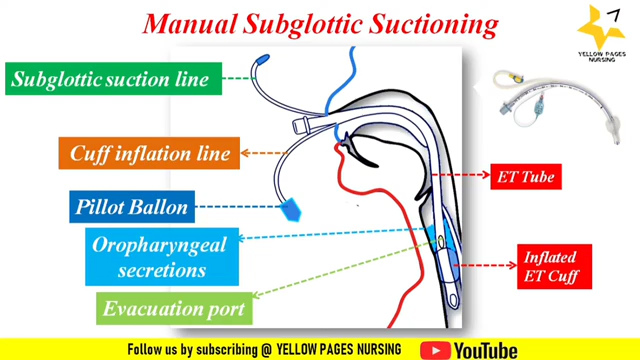 Manual Subglottic Suctioning
YELLOW PAGES
NURSING
Subglottic suction line
Cuff inflation line
Pillot Ballon
Oropharyngeal
secretions
Evacuation port
ET Tube
Inflated
ET Cuff
Follow us by subscribing @ YELLOW PAGES NURSING
YouTube